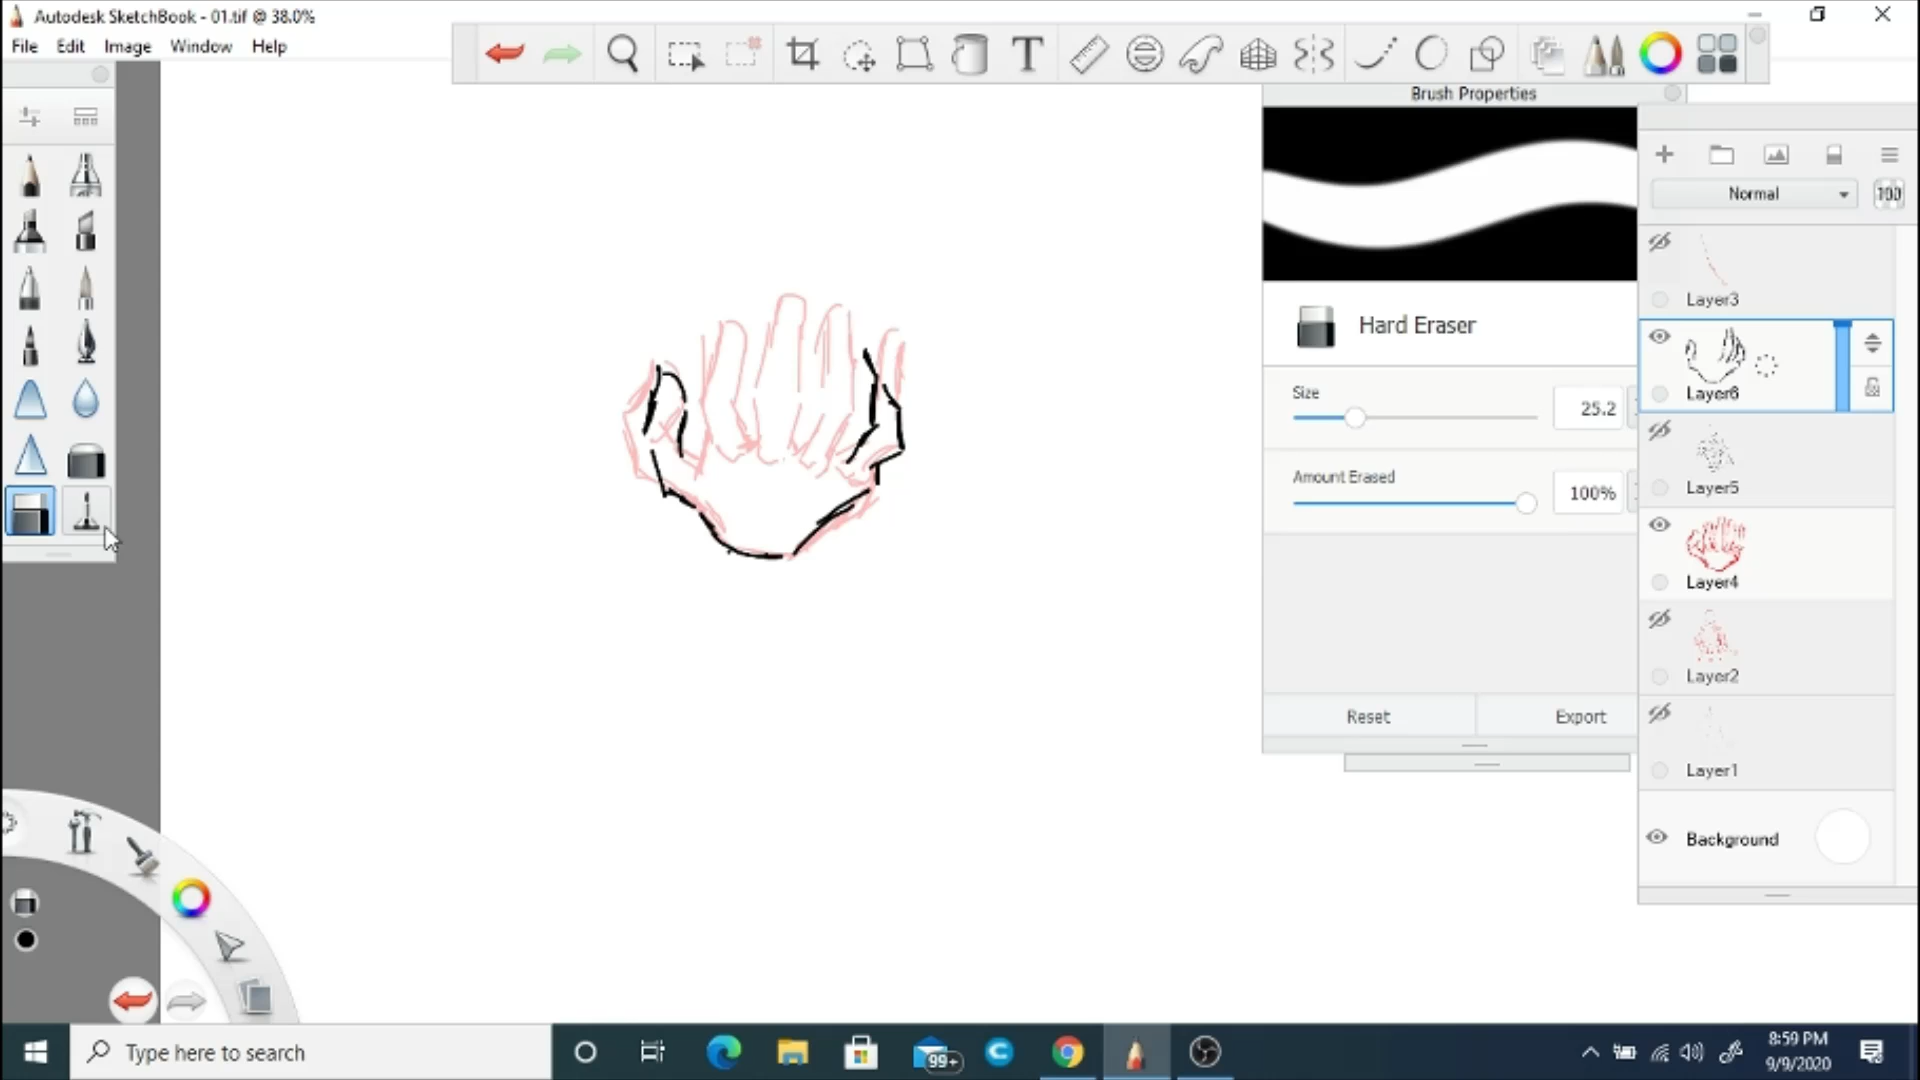 Autodesk SketchBook - 01.tif @ 38.0%
File Edit Image Window Help
T
Brush Properties
Normal 100
Hard Eraser
Size
25.2
Amount Erased
100%
Reset Export
Layer3
Layer6
Layer5
Layer4
Layer2
Layer1
Background
Type here to search
99+
8:59 PM
9/9/2020